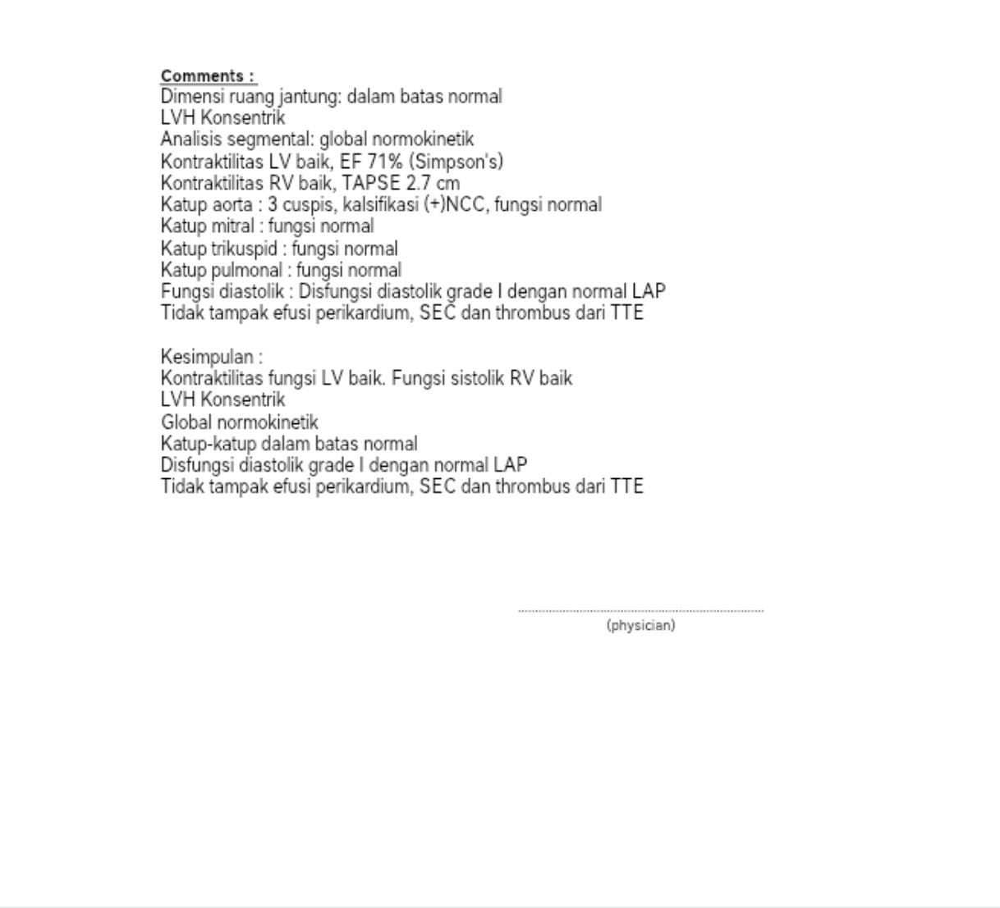 Comments :
Dimensi ruang jantung: dalam batas normal
LVH Konsentrik
Analisis segmental: global normokinetik
Kontraktilitas LV baik, EF 71% (Simpson's)
Kontraktilitas RV baik, TAPSE 2.7 cm
Katup aorta : 3 cuspis, kalsifikasi (+)NCC, fungsi normal
Katup mitral : fungsi normal
Katup trikuspid : fungsi normal
Katup pulmonal : fungsi normal
Fungsi diastolik : Disfungsi diastolik grade I dengan normal LAP
Tidak tampak efusi perikardium, SEC dan thrombus dari TTE
Kesimpulan :
Kontraktilitas fungsi LV baik. Fungsi sistolik RV baik
LVH Konsentrik
Global normokinetik
Katup-katup dalam batas normal
Disfungsi diastolik grade I dengan normal LAP
Tidak tampak efusi perikardium, SEC dan thrombus dari TTE
(physician)